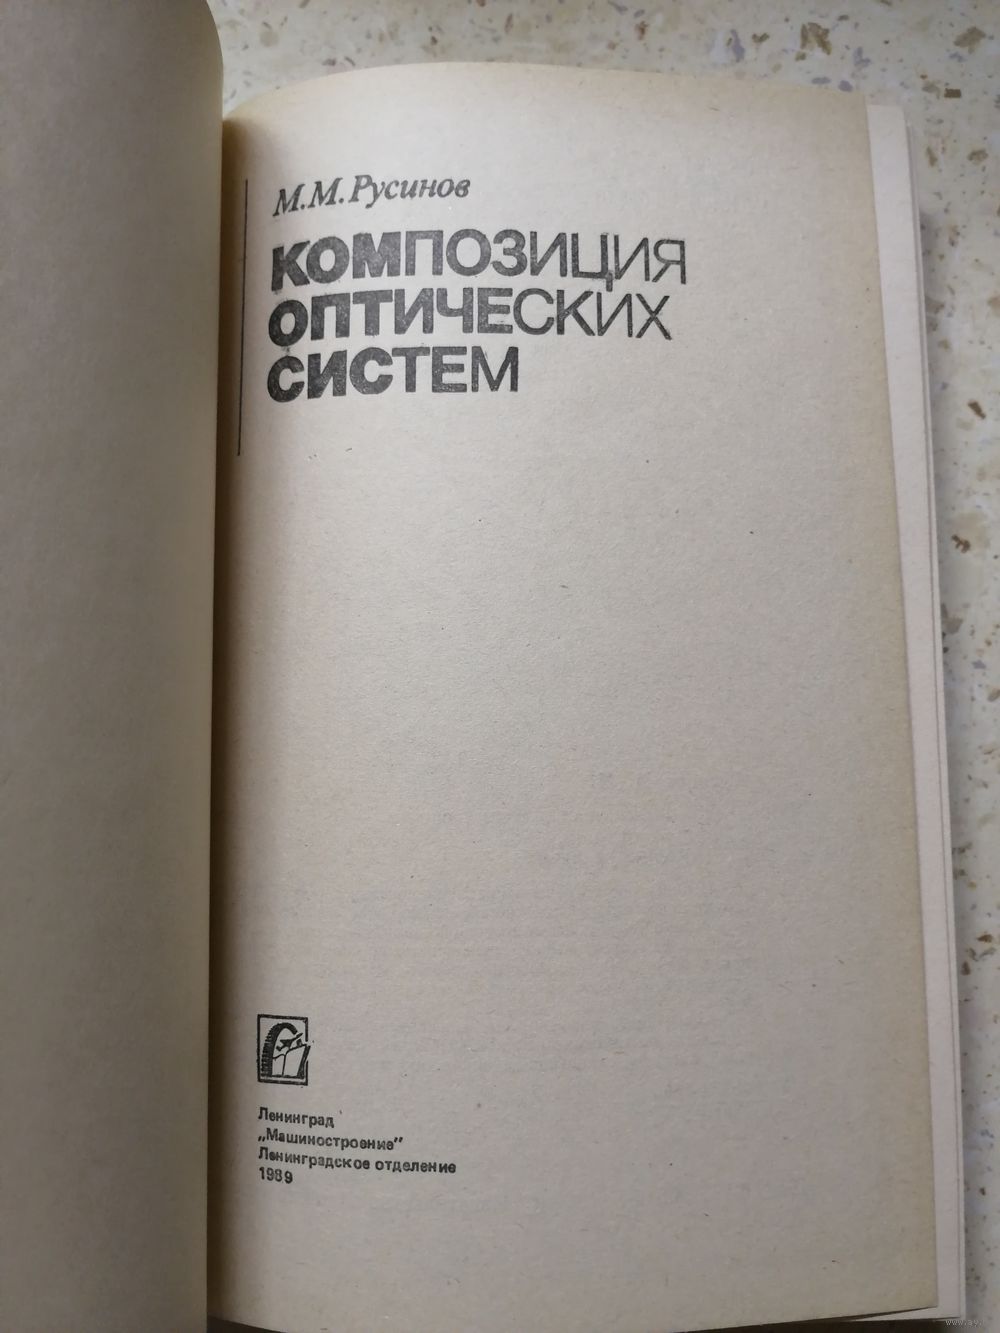 М.М.Русинов
КОМПОЗИЦИЯ
ОПТИЧЕСКИХ
СИСТЕМ
Ленинград
„Машиностроение”
Ленинградское отделение
1989